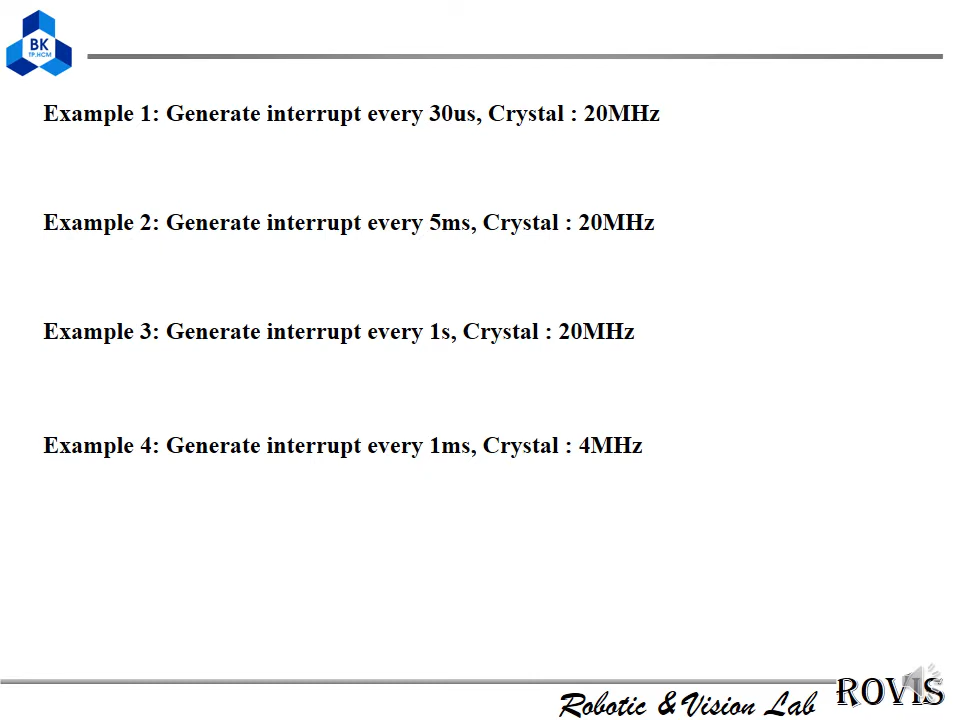 BK
TP.HCM
Example 1: Generate interrupt every 30us, Crystal : 20MHz
Example 2: Generate interrupt every 5ms, Crystal : 20MHz
Example 3: Generate interrupt every 1s, Crystal : 20MHz
Example 4: Generate interrupt every 1ms, Crystal : 4MHz
Robotic & Vision Lab
ROVIS